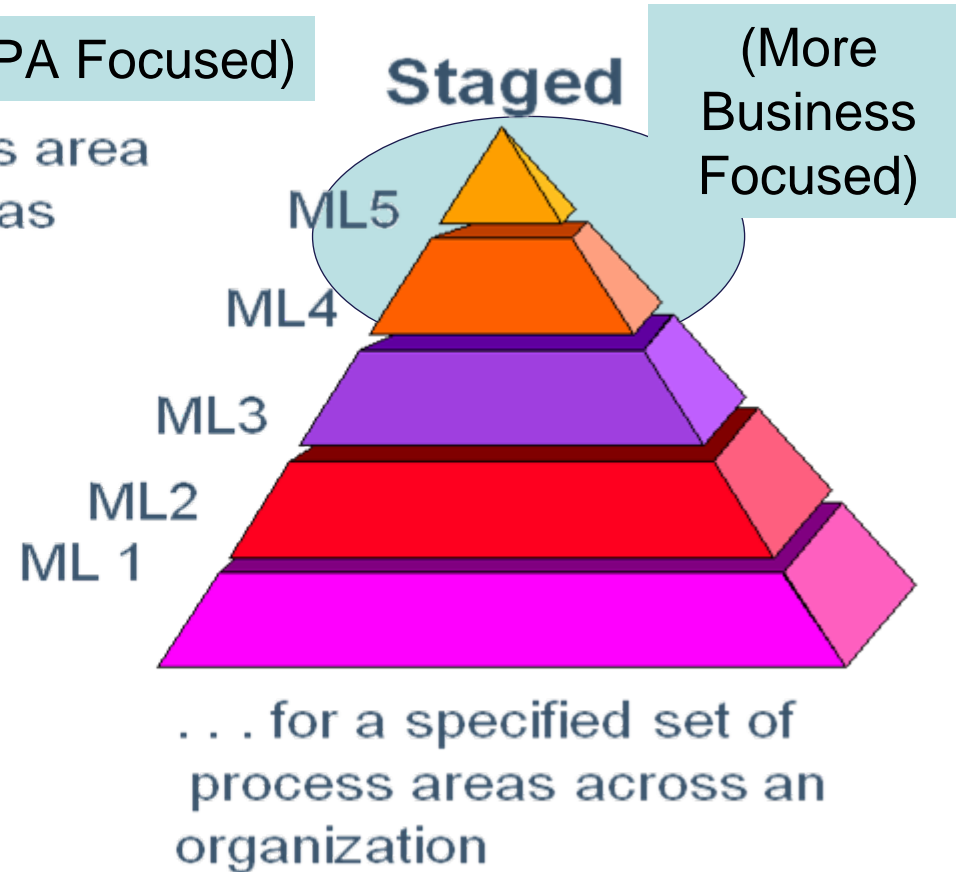 PA Focused)
Staged
(More
Business
Focused)
s area
as
ML5
ML4
ML3
ML2
ML 1
. . . for a specified set of
process areas across an
organization